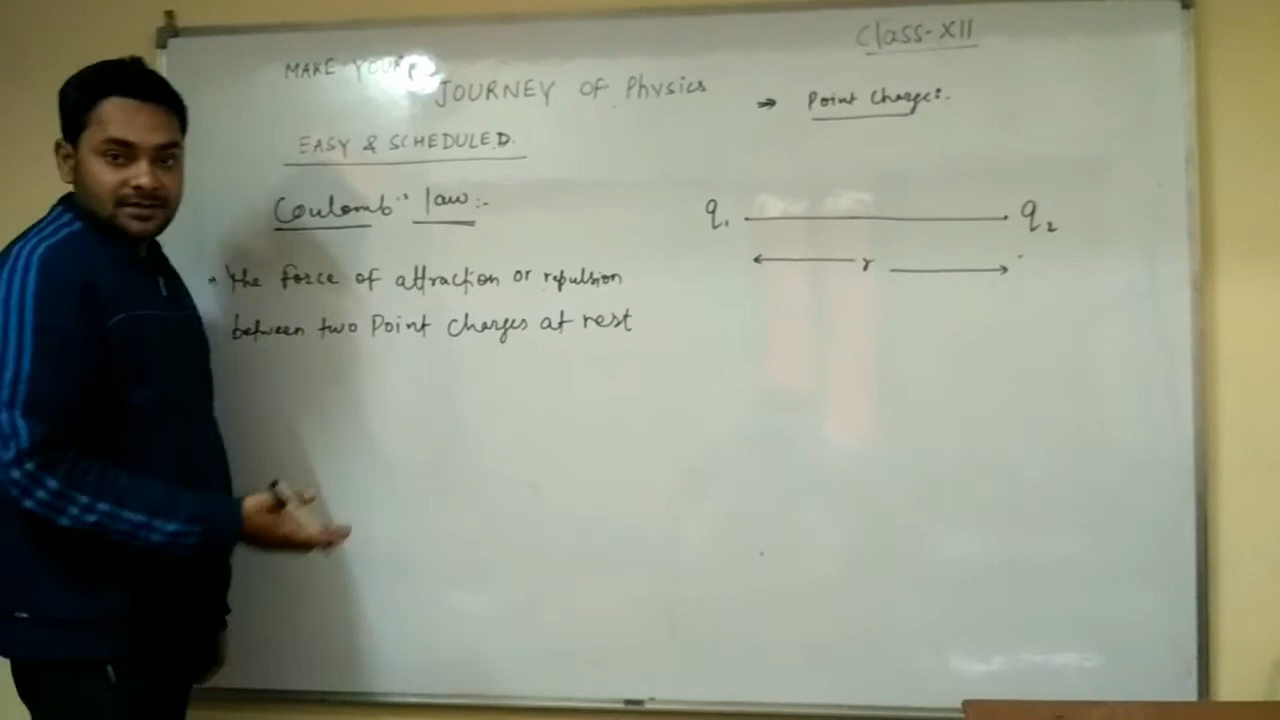 Class-XII
MAKE YOUR
JOURNEY OF Physics
EASY & SCHEDULED.
⇒ Point Charge:.
Coulomb's law:-
q₁ q₂
r
the force of attraction or repulsion
between two Point Charges at rest